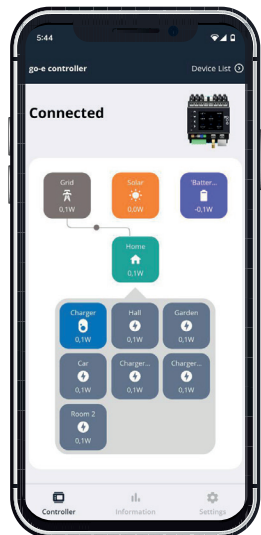 5:44
go-e controller Device List
Connected
Grid Solar 'Batter...
0,1W 0,0W -0,1W
Home
0,1W
Charger Hall Garden
0,1W 0,1W 0,1W
Car Charger... Charger...
0,1W 0,1W 0,1W
Room 2
0,1W
Controller Information Settings